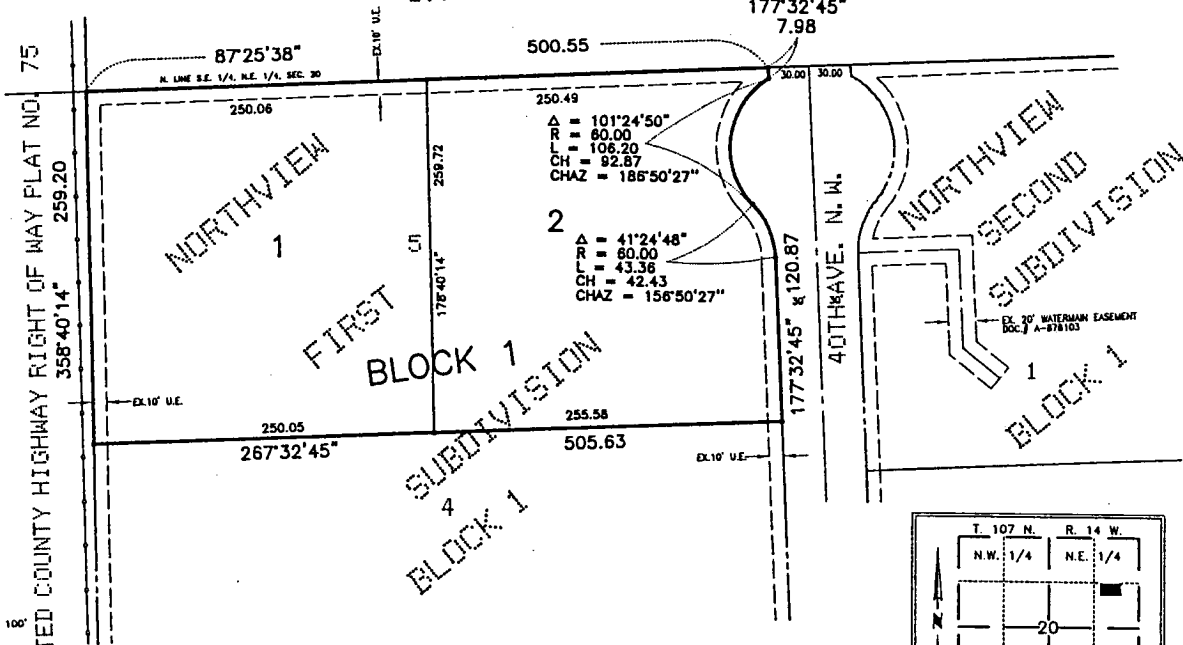 177°32'45"
7.98
87°25'38"
500.55
EX.10' U.E.
N. LINE S.E. 1/4, N.E. 1/4, SEC. 20
30.00 30.00
250.06
250.49
Δ = 101°24'50"
R = 60.00
L = 106.20
CH = 92.87
CHAZ = 186°50'27"
TED COUNTY HIGHWAY RIGHT OF WAY PLAT NO. 75
358°40'14" 259.20
NORTHVIEW
1
259.72
178°40'14"
2
Δ = 41°24'48"
R = 60.00
L = 43.36
CH = 42.43
CHAZ = 156°50'27"
177°32'45" 120.87
40TH AVE. N.W.
NORTHVIEW
SECOND
SUBDIVISION
EX. 20' WATERMAIN EASEMENT
DOC.# A-878103
1
BLOCK 1
FIRST
BLOCK 1
SUBDIVISION
EX.10' U.E.
250.05
255.58
267°32'45"
505.63
EX.10' U.E.
4
BLOCK 1
100'
T. 107 N. R. 14 W.
N.W. 1/4 N.E. 1/4
N
20